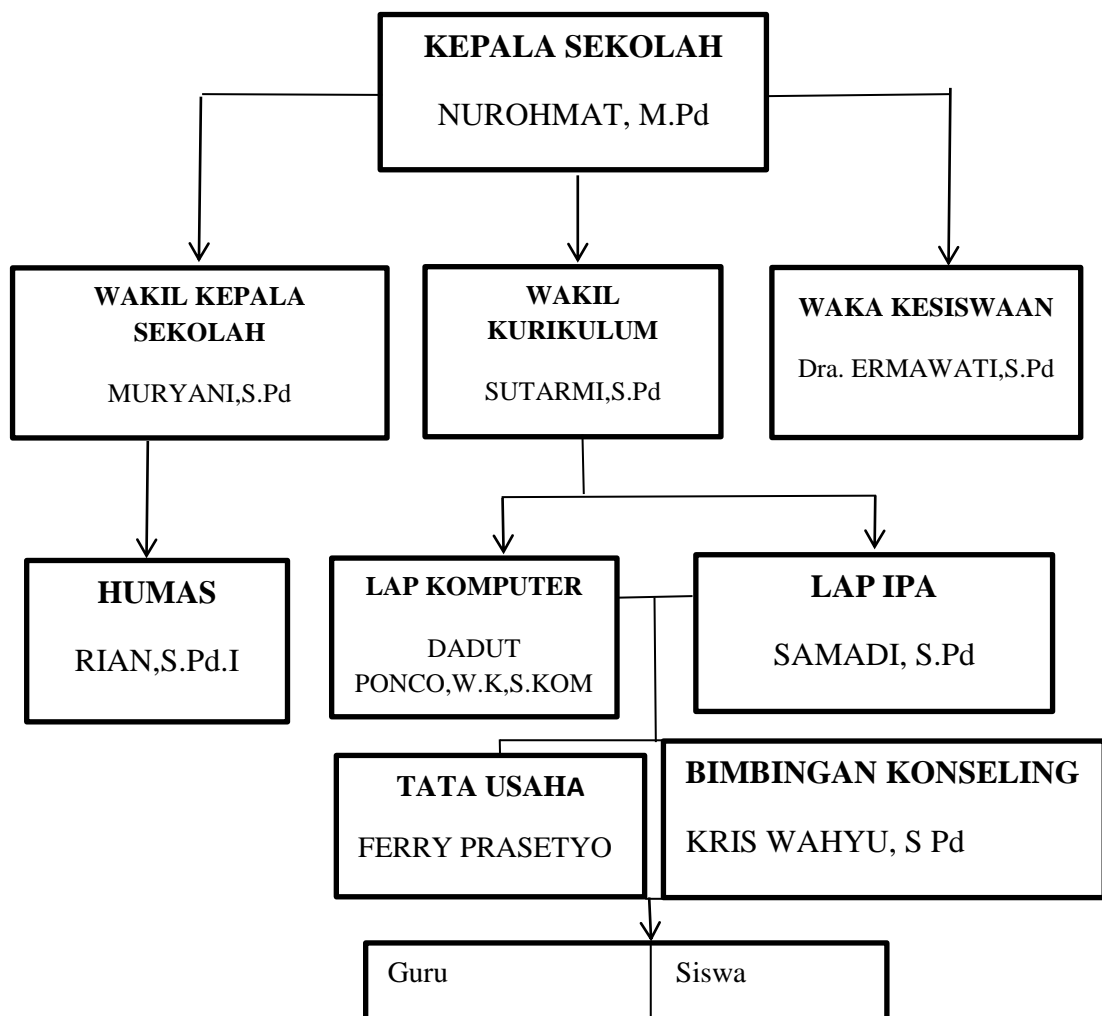 KEPALA SEKOLAH
NUROHMAT, M.Pd
WAKIL KEPALA
SEKOLAH
MURYANI,S.Pd
WAKIL
KURIKULUM
SUTARMI,S.Pd
WAKA KESISWAAN
Dra. ERMAWATI,S.Pd
HUMAS
RIAN,S.Pd.I
LAP KOMPUTER
DADUT
PONCO,W.K,S.KOM
LAP IPA
SAMADI, S.Pd
TATA USAHA
FERRY PRASETYO
BIMBINGAN KONSELING
KRIS WAHYU, S Pd
Guru
Siswa